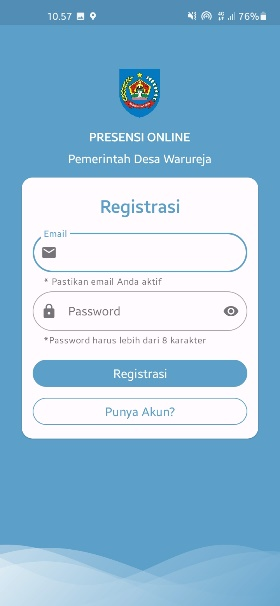 10.57
76%
PRESENSI ONLINE
Pemerintah Desa Warureja
Registrasi
Email
* Pastikan email Anda aktif
Password
*Password harus lebih dari 8 karakter
Registrasi
Punya Akun?